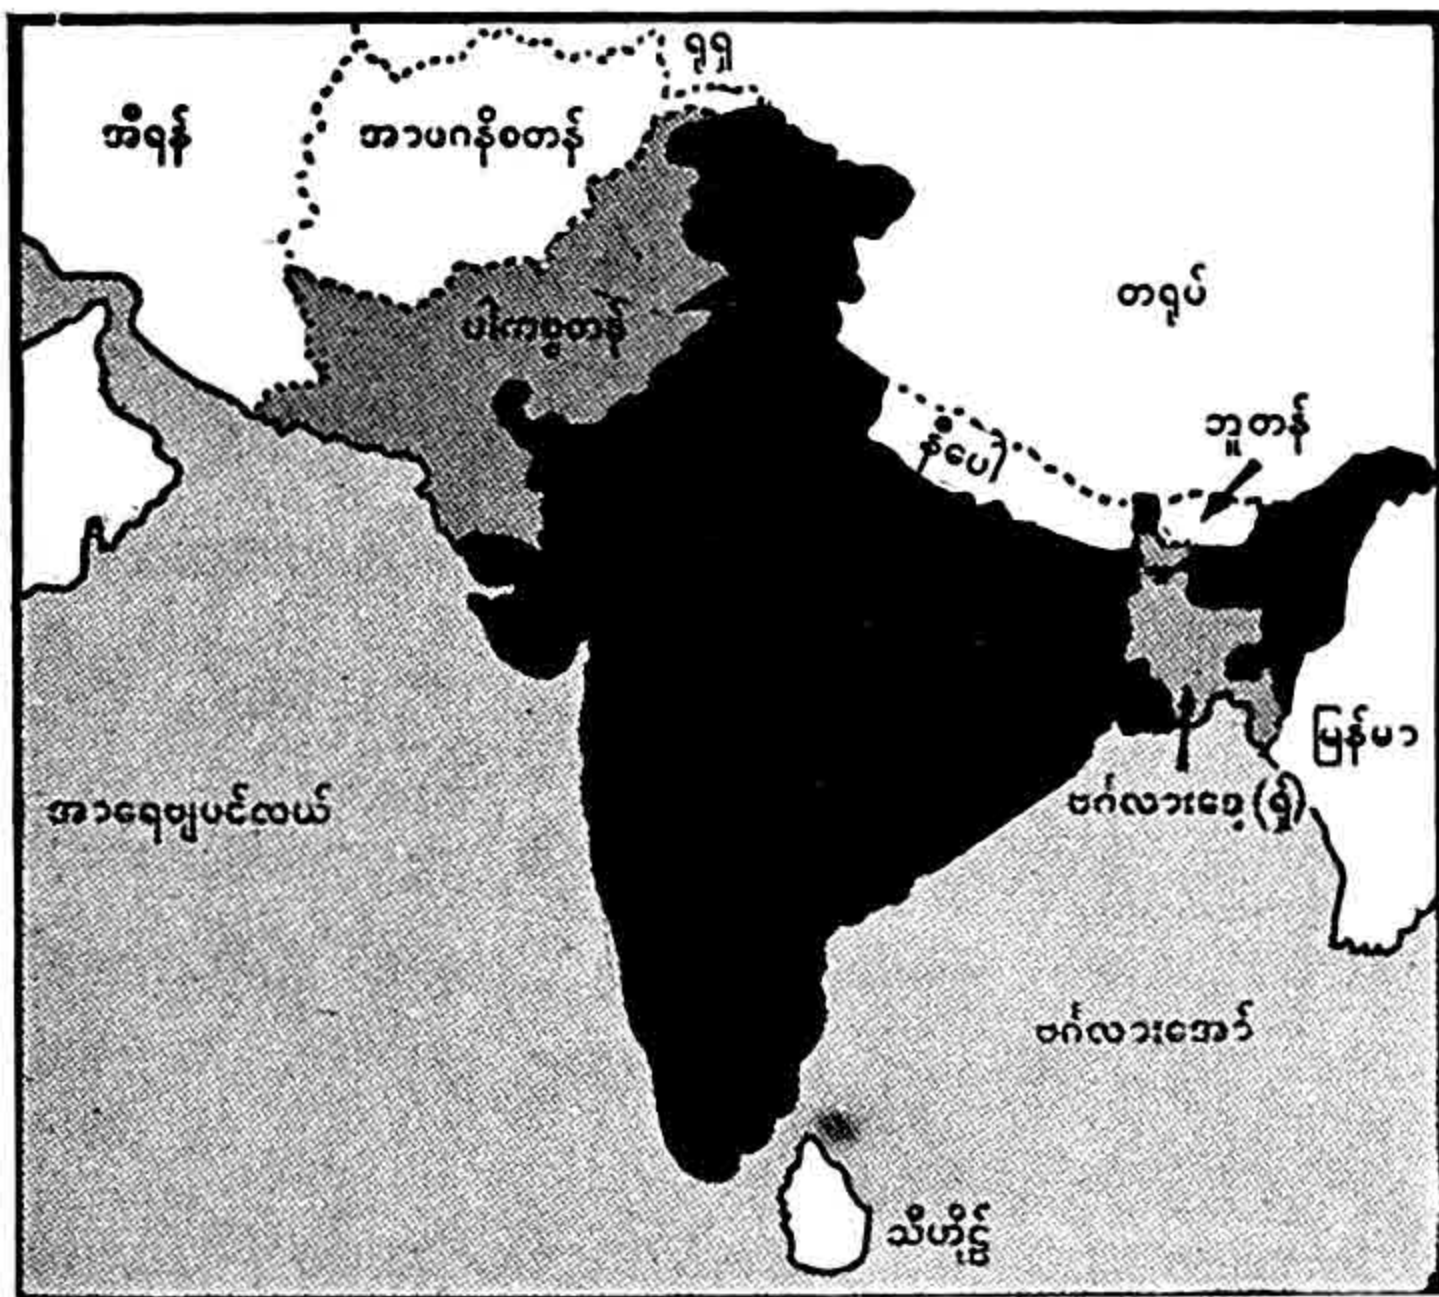 ရုရှ
အီရန်
အာဖဂနိစတန်
တရုပ်
ပါကစ္စတန်
ဘူတန်
နီပေါ
မြန်မာ
အာရေဗျပင်လယ်
ဗင်္ဂလားဒေ့(ရှ်)
ဗင်္ဂလားအော်
သီဟိုဠ်